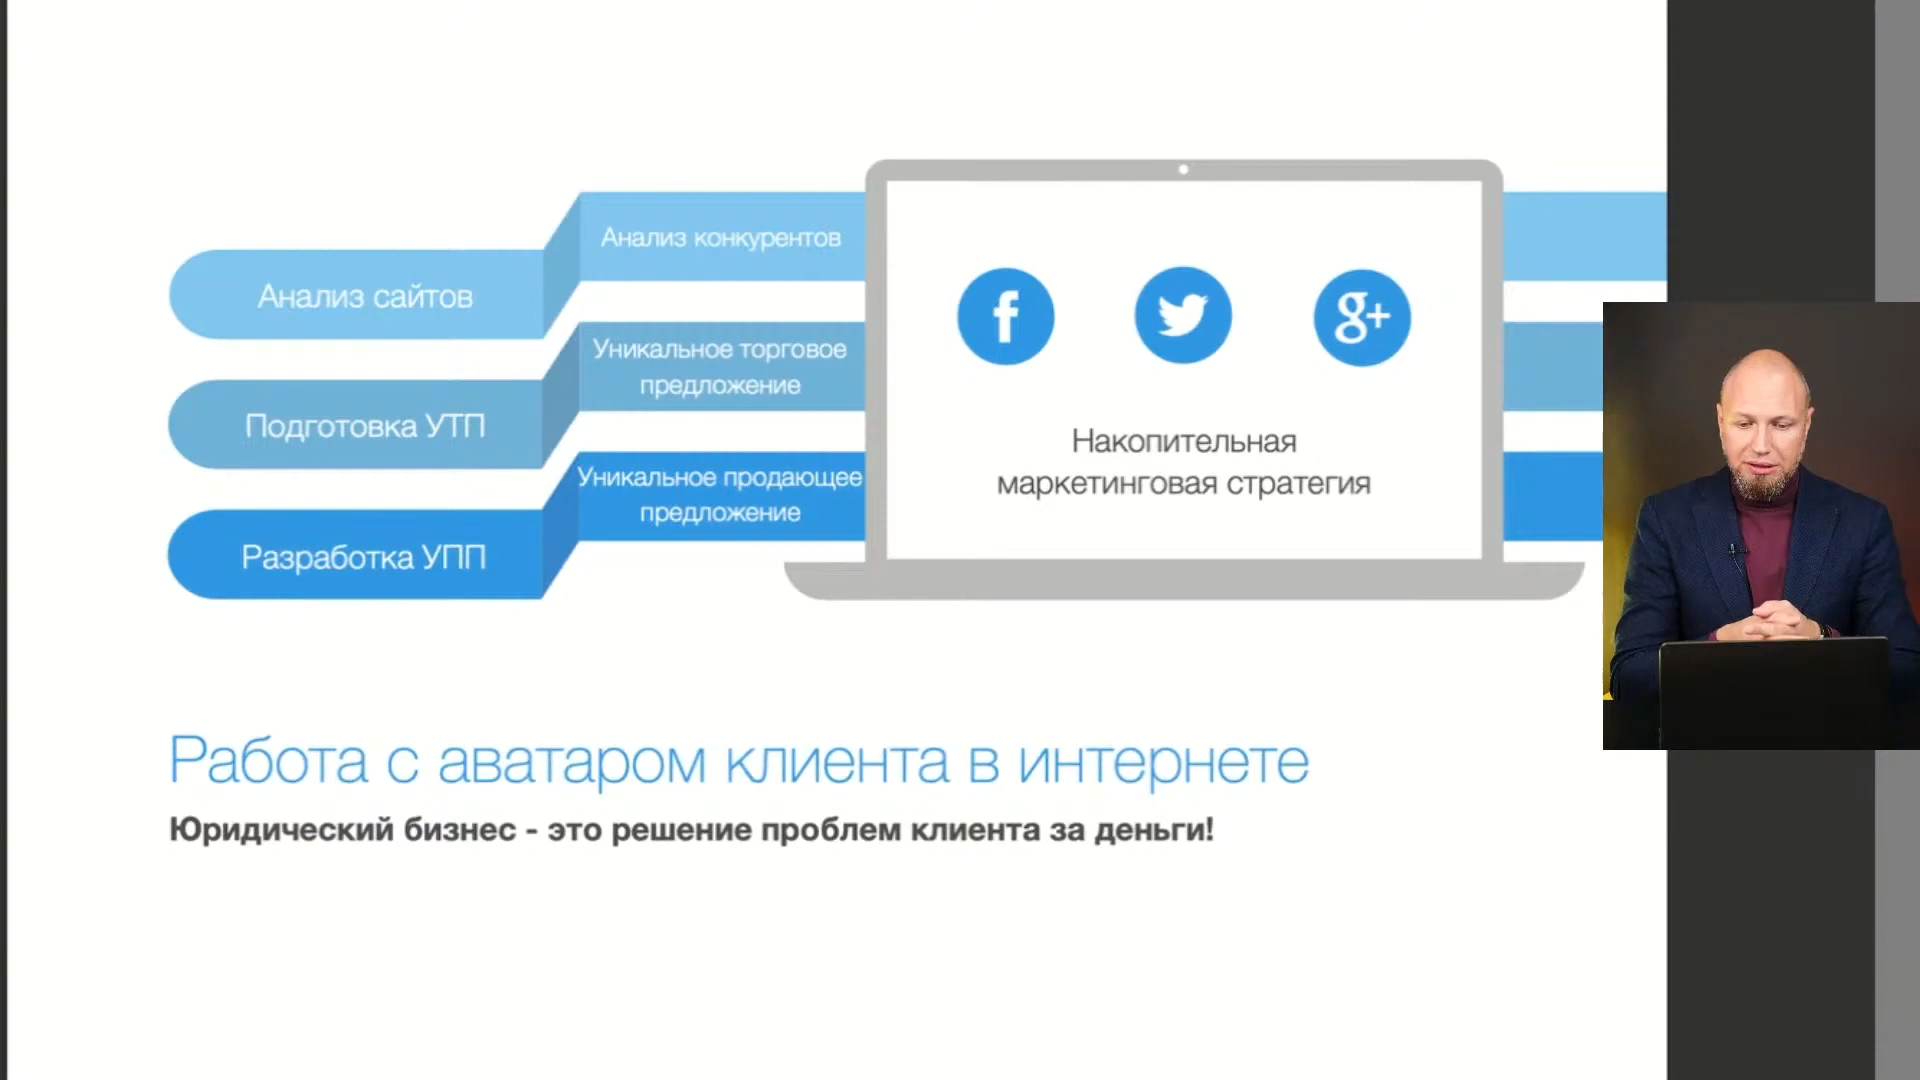 Анализ сайтов
Анализ конкурентов
Подготовка УТП
Уникальное торговое
предложение
Разработка УПП
Уникальное продающее
предложение
f
g+
Накопительная
маркетинговая стратегия
Работа с аватаром клиента в интернете
Юридический бизнес - это решение проблем клиента за деньги!